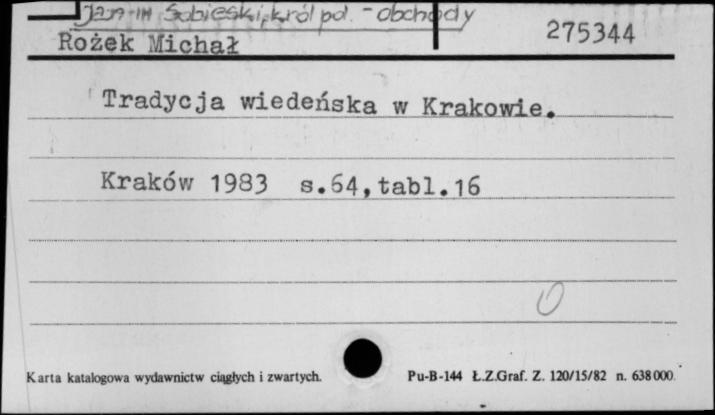 Jan III Sobieski, król pol. - obchody
Rożek Michał 275344
Tradycja wiedeńska w Krakowie.
Kraków 1983 s.64,tabl.16
Karta katalogowa wydawnictw ciągłych i zwartych. Pu-B-144 Ł.Z.Graf. Z. 120/15/82 n. 638000.